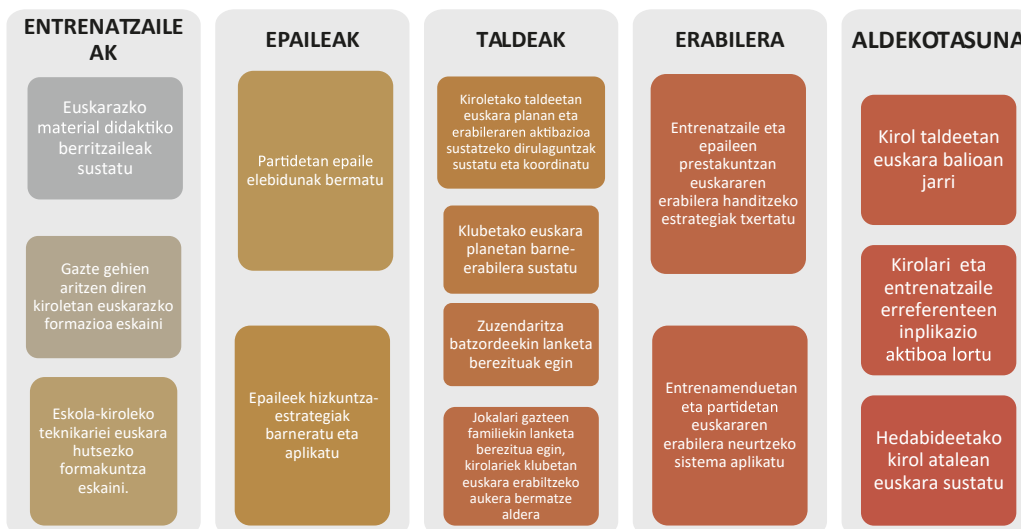 ENTRENATZAILE
AK
Euskarazko
material didaktiko
berritzaileak
sustatu
Gazte gehien
aritzen diren
kiroletan euskarazko
formazioa eskaini
Eskola-kiroleko
teknikariei euskara
hutsezko
formakuntza
eskaini.
EPAILEAK
Partidetan epaile
elebidunak bermatu
Epaileek hizkuntza-
estrategiak
barneratu eta
aplikatu
TALDEAK
Kiroletako taldeetan
euskara planan eta
erabileraren aktibazioa
sustatzeko dirulaguntzak
sustatu eta koordinatu
Klubetako euskara
planetan barne-
erabilera sustatu
Zuzendaritza
batzordeekin lanketa
berezituak egin
Jokalari gazteen
familiekin lanketa
berezitua egin,
kirolariek klubetan
euskara erabiltzeko
aukera bermatze
aldera
ERABILERA
Entrenatzaile eta
epaileen
prestakuntzan
euskararen
erabilera handitzeko
estrategiak txertatu
Entrenamenduetan
eta partidetan
euskararen
erabilera neurtzeko
sistema aplikatu
ALDEKOTASUNA
Kirol taldeetan
euskara balioan
jarri
Kirolari eta
entrenatzaile
erreferenteen
inplikazio
aktiboa lortu
Hedabideetako
kirol atalean
euskara sustatu